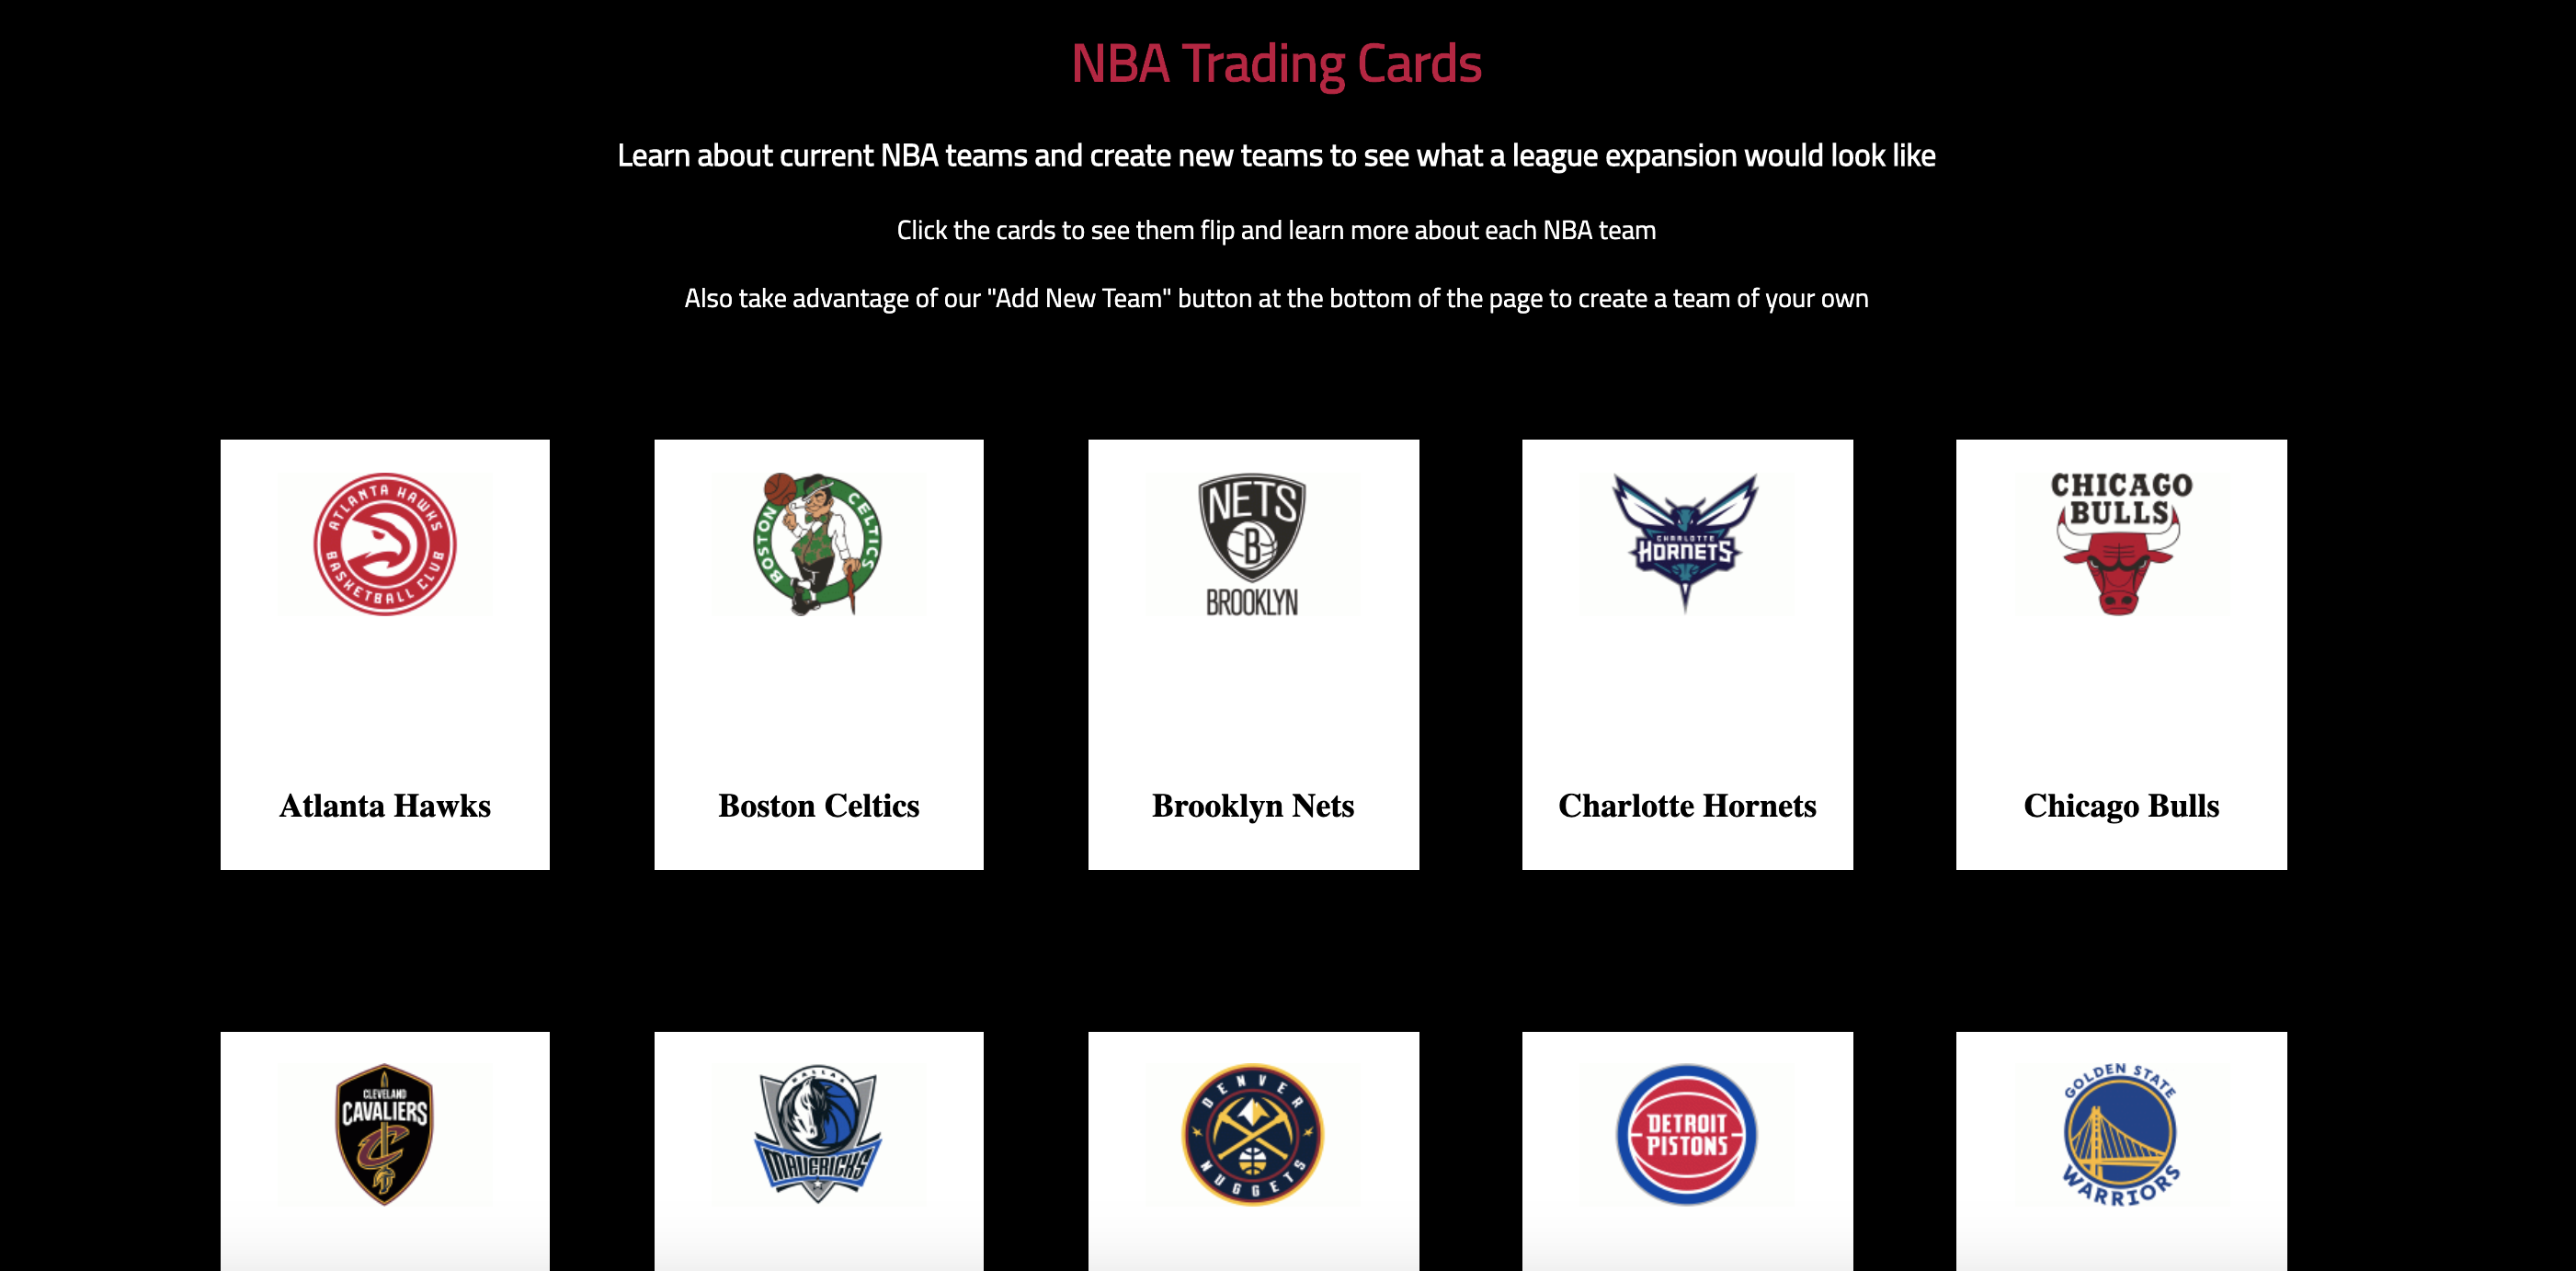 NBA Trading Cards
Learn about current NBA teams and create new teams to see what a league expansion would look like
Click the cards to see them flip and learn more about each NBA team
Also take advantage of our "Add New Team" button at the bottom of the page to create a team of your own
ATLANTA HAWKS
BASKETBALL CLUB
BOSTON CELTICS
NETS
B
BROOKLYN
CHARLOTTE
HORNETS
CHICAGO
BULLS
Atlanta Hawks
Boston Celtics
Brooklyn Nets
Charlotte Hornets
Chicago Bulls
CLEVELAND
CAVALIERS
C
DALLAS
MAVERICKS
DENVER
NUGGETS
DETROIT
PISTONS
GOLDEN STATE
WARRIORS